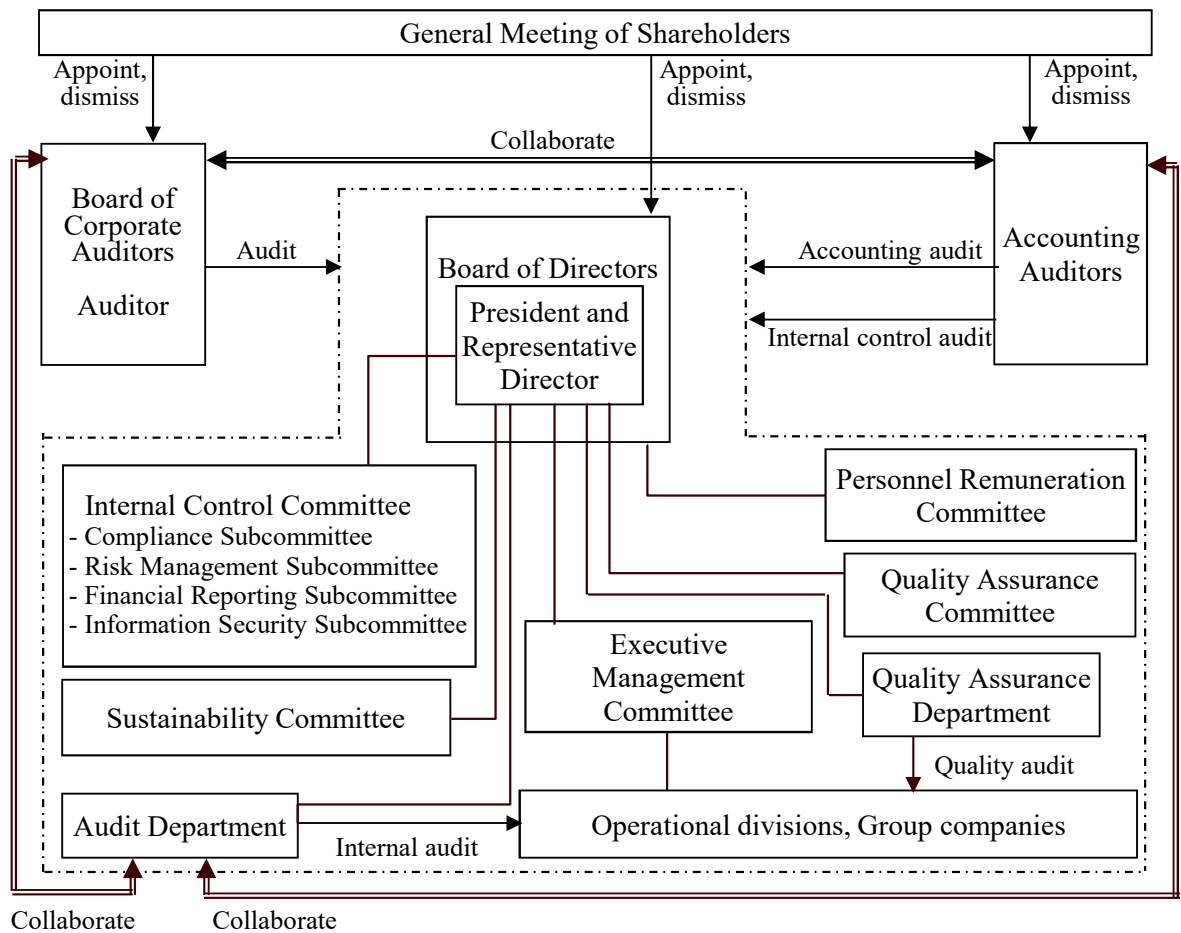 General Meeting of Shareholders
Appoint,
dismiss
Appoint,
dismiss
Appoint,
dismiss
Collaborate
Board of
Corporate
Auditors
Auditor
Audit
Board of Directors
President and
Representative
Director
Accounting audit
Internal control audit
Accounting
Auditors
Internal Control Committee
- Compliance Subcommittee
- Risk Management Subcommittee
- Financial Reporting Subcommittee
- Information Security Subcommittee
Personnel Remuneration
Committee
Quality Assurance
Committee
Executive
Management
Committee
Quality Assurance
Department
Sustainability Committee
Quality audit
Audit Department
Internal audit
Operational divisions, Group companies
Collaborate
Collaborate